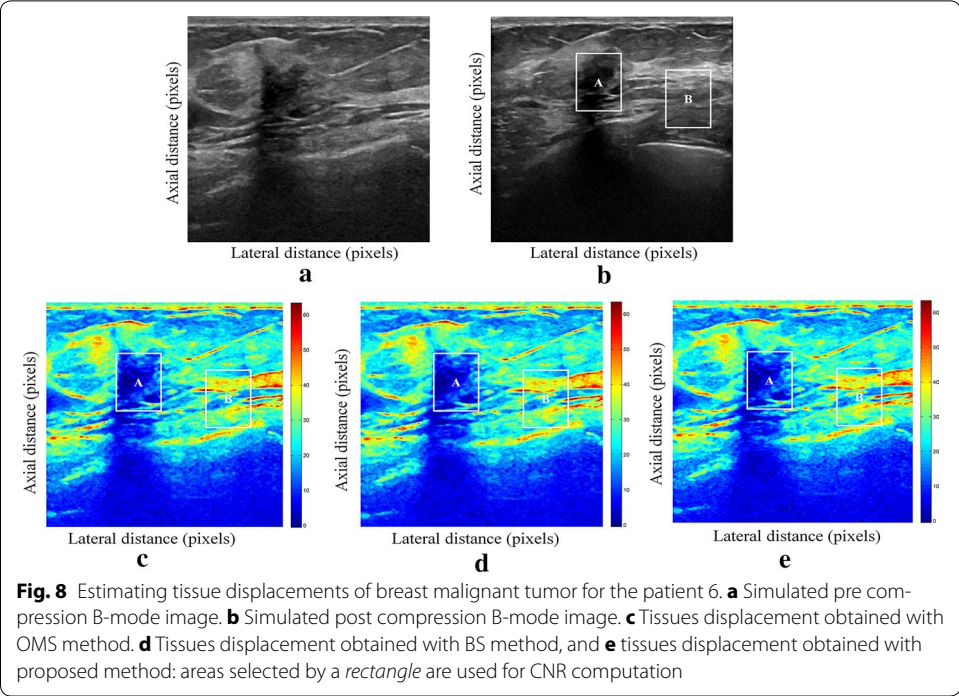 Axial distance (pixels)
Lateral distance (pixels)
a
Axial distance (pixels)
A
B
Lateral distance (pixels)
b
Axial distance (pixels)
A
B
60
50
40
30
20
10
0
Lateral distance (pixels)
c
Axial distance (pixels)
A
B
60
50
40
30
20
10
0
Lateral distance (pixels)
d
Axial distance (pixels)
A
B
60
50
40
30
20
10
0
Lateral distance (pixels)
e
Fig. 8 Estimating tissue displacements of breast malignant tumor for the patient 6. a Simulated pre com-
pression B-mode image. b Simulated post compression B-mode image. c Tissues displacement obtained with
OMS method. d Tissues displacement obtained with BS method, and e tissues displacement obtained with
proposed method: areas selected by a rectangle are used for CNR computation